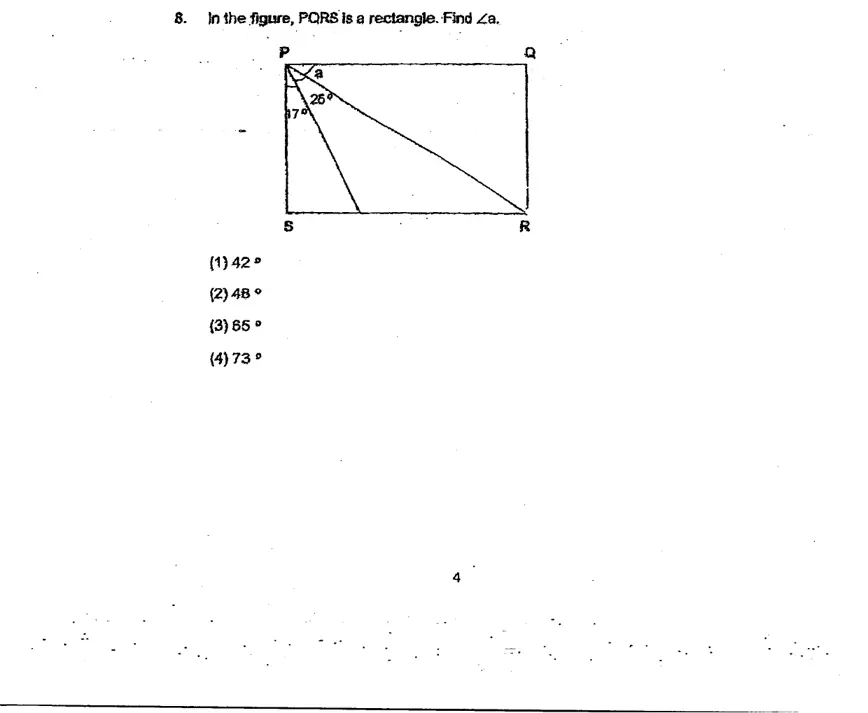 8. In the figure, PQRS is a rectangle. Find ∠a.
P Q
a
25°
17°
S R
(1) 42 °
(2) 48 °
(3) 65 °
(4) 73 °
4